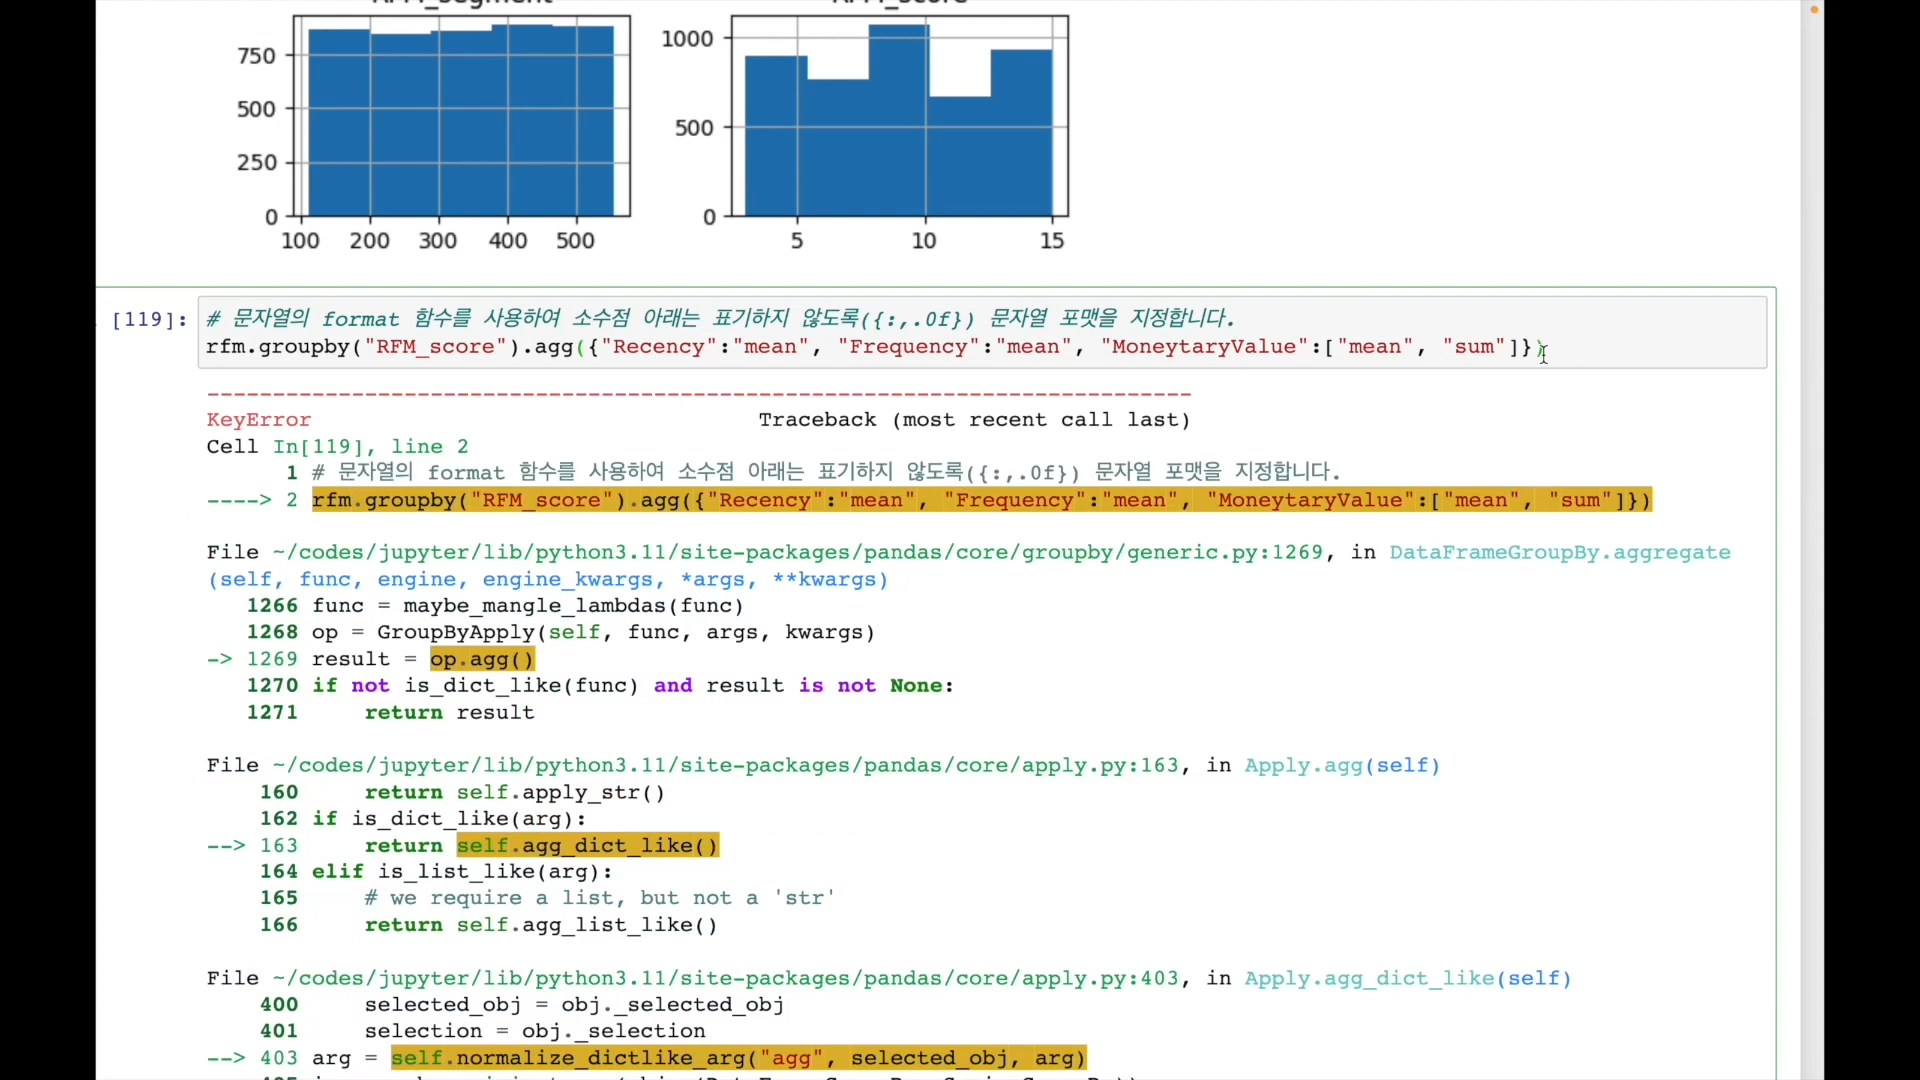 RFM_segment RFM_score
750
500
250
0
100 200 300 400 500
1000
500
0
5 10 15
[119]: # 문자열의 format 함수를 사용하여 소수점 아래는 표기하지 않도록({:,.0f}) 문자열 포맷을 지정합니다.
rfm.groupby("RFM_score").agg({"Recency":"mean", "Frequency":"mean", "MoneytaryValue":["mean", "sum"]})
---------------------------------------------------------------------------
KeyError Traceback (most recent call last)
Cell In[119], line 2
1 # 문자열의 format 함수를 사용하여 소수점 아래는 표기하지 않도록({:,.0f}) 문자열 포맷을 지정합니다.
----> 2 rfm.groupby("RFM_score").agg({"Recency":"mean", "Frequency":"mean", "MoneytaryValue":["mean", "sum"]})
File ~/codes/jupyter/lib/python3.11/site-packages/pandas/core/groupby/generic.py:1269, in DataFrameGroupBy.aggregate
(self, func, engine, engine_kwargs, *args, **kwargs)
1266 func = maybe_mangle_lambdas(func)
1268 op = GroupByApply(self, func, args, kwargs)
-> 1269 result = op.agg()
1270 if not is_dict_like(func) and result is not None:
1271     return result
File ~/codes/jupyter/lib/python3.11/site-packages/pandas/core/apply.py:163, in Apply.agg(self)
160     return self.apply_str()
162 if is_dict_like(arg):
--> 163     return self.agg_dict_like()
164 elif is_list_like(arg):
165     # we require a list, but not a 'str'
166     return self.agg_list_like()
File ~/codes/jupyter/lib/python3.11/site-packages/pandas/core/apply.py:403, in Apply.agg_dict_like(self)
400     selected_obj = obj._selected_obj
401     selection = obj._selection
--> 403 arg = self.normalize_dictlike_arg("agg", selected_obj, arg)